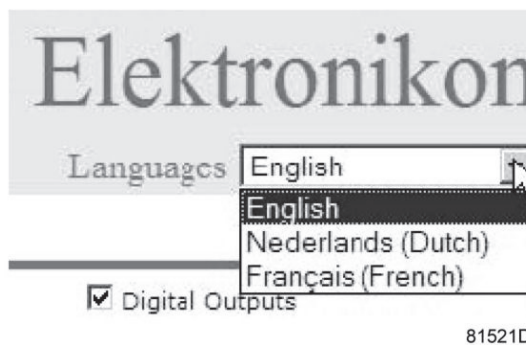 Elektronikon
Languages English
English
Nederlands (Dutch)
Français (French)
Digital Outputs
81521D